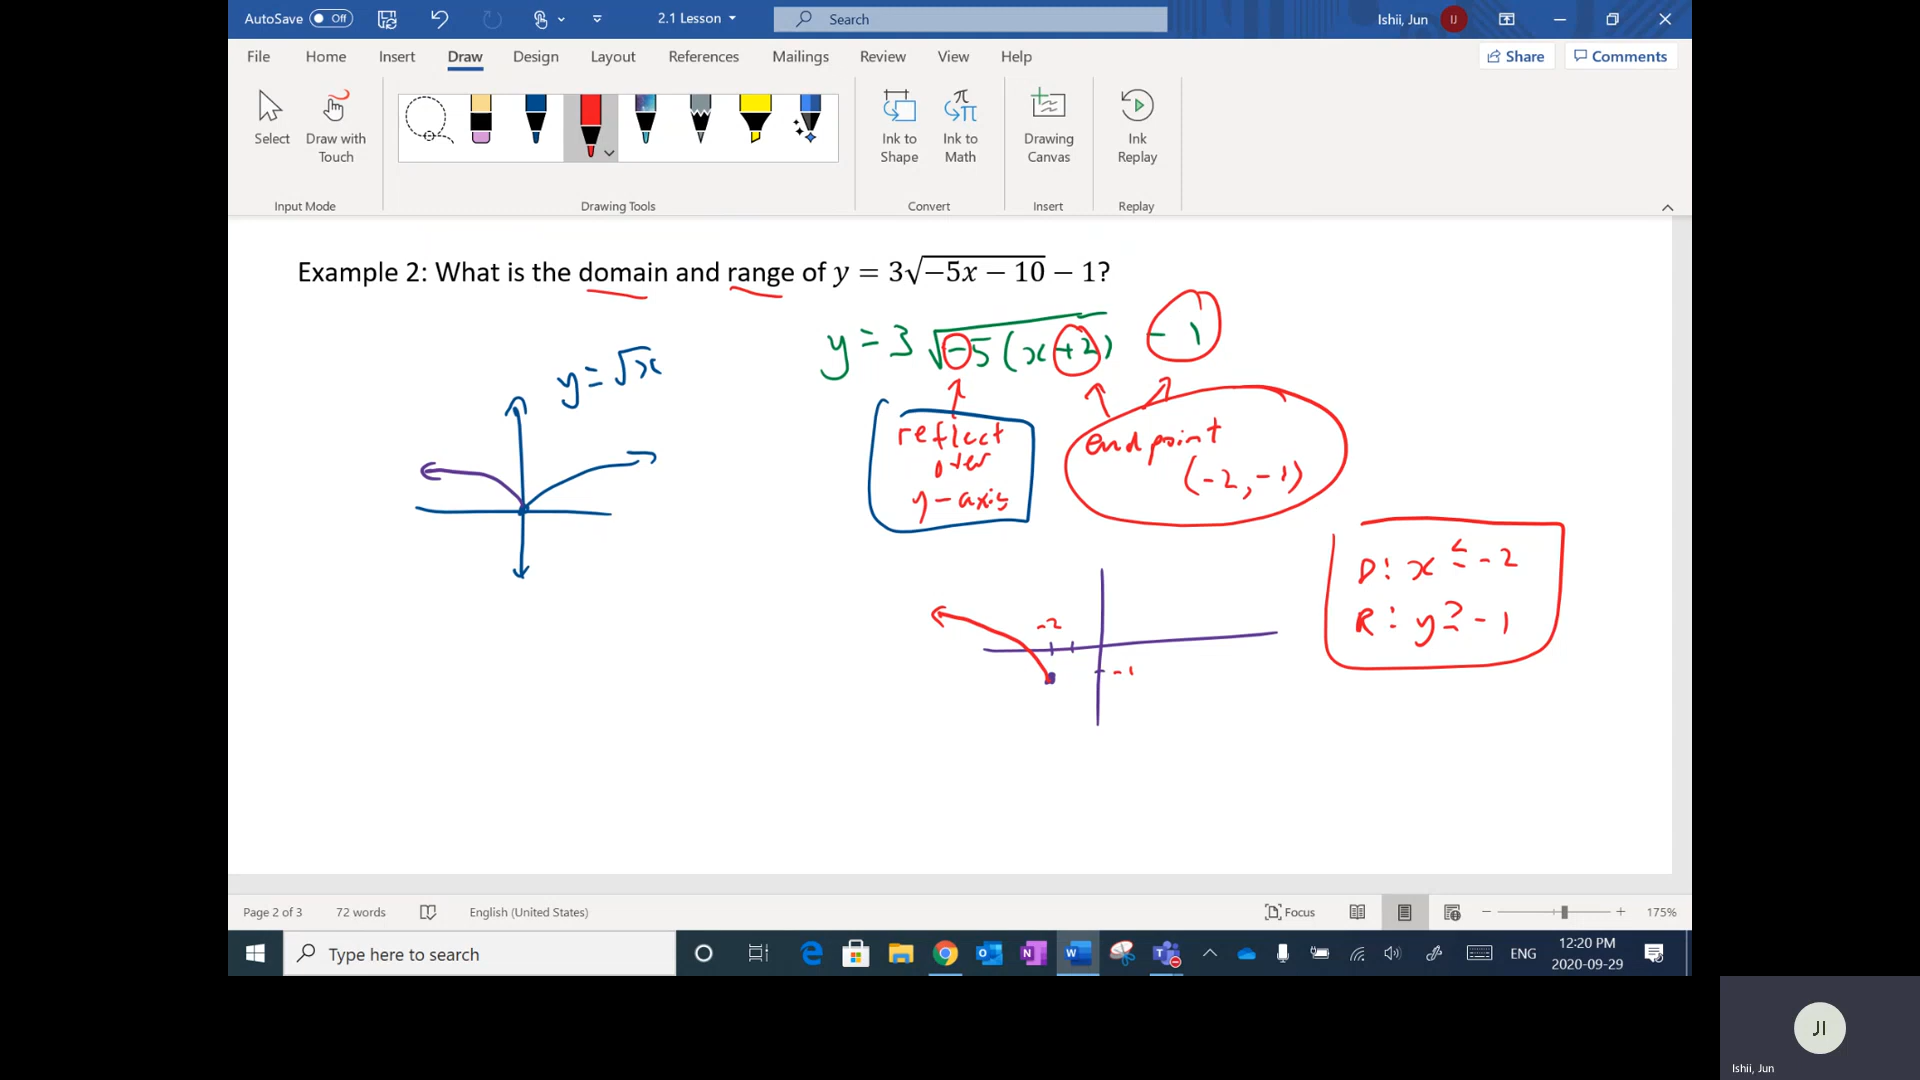 AutoSave Off 2.1 Lesson Search Ishii, Jun IJ
File Home Insert Draw Design Layout References Mailings Review View Help Share Comments
Select Draw with Touch Ink to Shape Ink to Math Drawing Canvas Ink Replay
Input Mode Drawing Tools Convert Insert Replay
Example 2: What is the domain and range of y = 3√(−5x − 10) − 1?
y = 3√(−5(x+2)) − 1
y = √x
reflect
over
y-axis
endpoint
(-2, -1)
D: x ≤ -2
R: y ≥ -1
-2
-1
Page 2 of 3 72 words English (United States) Focus 175%
Type here to search ENG 12:20 PM
2020-09-29
JI
Ishii, Jun